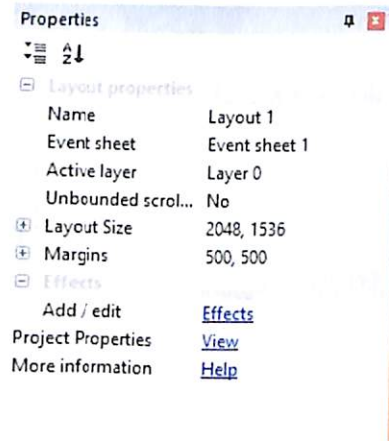 Properties
Layout properties
Name Layout 1
Event sheet Event sheet 1
Active layer Layer 0
Unbounded scrol... No
Layout Size 2048, 1536
Margins 500, 500
Effects
Add / edit Effects
Project Properties View
More information Help